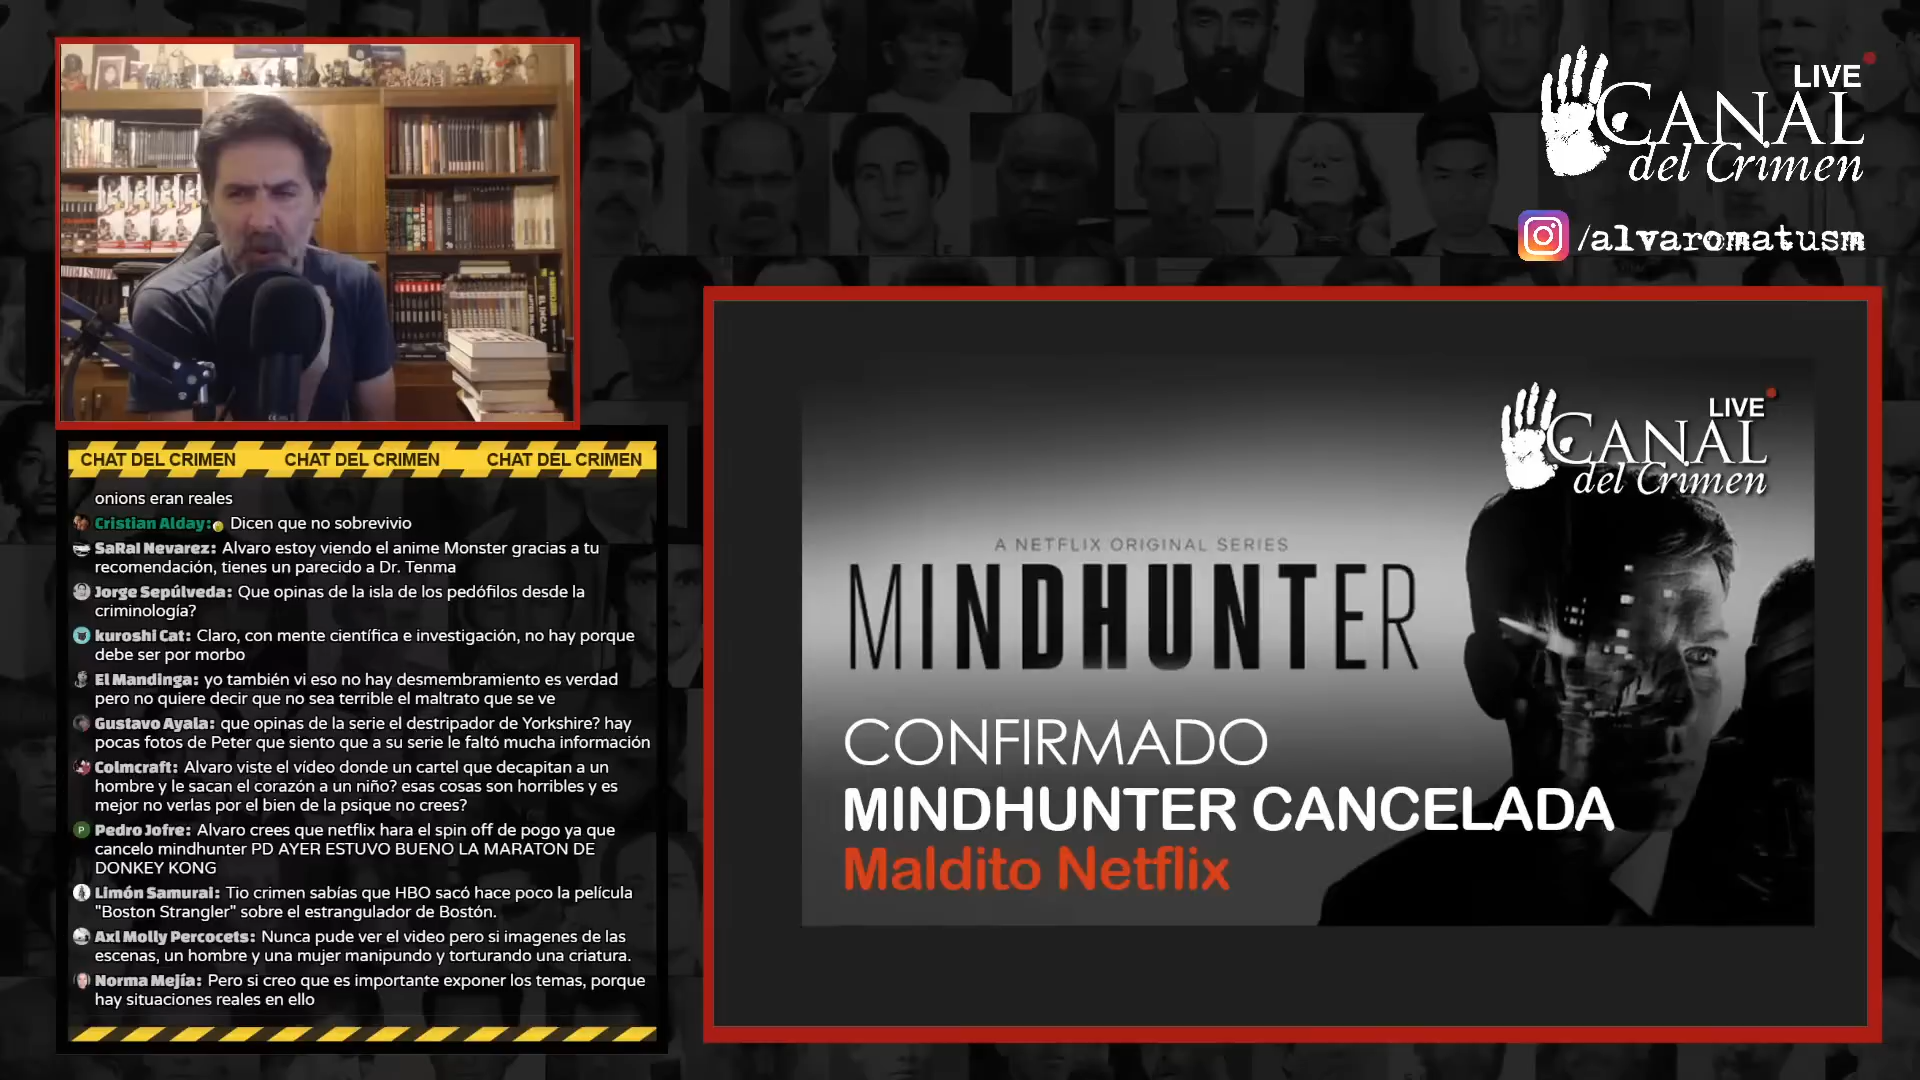 LIVE
CANAL
del Crimen
/alvaromatusm
CHAT DEL CRIMEN CHAT DEL CRIMEN CHAT DEL CRIMEN
onions eran reales
Cristian Alday: Dicen que no sobrevivio
SaRaI Nevarez: Alvaro estoy viendo el anime Monster gracias a tu
recomendación, tienes un parecido a Dr. Tenma
Jorge Sepúlveda: Que opinas de la isla de los pedófilos desde la
criminología?
kuroshi Cat: Claro, con mente científica e investigación, no hay porque
debe ser por morbo
El Mandinga: yo también vi eso no hay desmembramiento es verdad
pero no quiere decir que no sea terrible el maltrato que se ve
Gustavo Ayala: que opinas de la serie el destripador de Yorkshire? hay
pocas fotos de Peter que siento que a su serie le faltó mucha información
Colmcraft: Alvaro viste el vídeo donde un cartel que decapitan a un
hombre y le sacan el corazón a un niño? esas cosas son horribles y es
mejor no verlas por el bien de la psique no crees?
P Pedro Jofre: Alvaro crees que netflix hara el spin off de pogo ya que
cancelo mindhunter PD AYER ESTUVO BUENO LA MARATON DE
DONKEY KONG
Limón Samurai: Tio crimen sabías que HBO sacó hace poco la película
"Boston Strangler" sobre el estrangulador de Bostón.
Axl Molly Percocets: Nunca pude ver el video pero si imagenes de las
escenas, un hombre y una mujer manipundo y torturando una criatura.
Norma Mejía: Pero si creo que es importante exponer los temas, porque
hay situaciones reales en ello
LIVE
CANAL
del Crimen
A NETFLIX ORIGINAL SERIES
MINDHUNTER
CONFIRMADO
MINDHUNTER CANCELADA
Maldito Netflix
EL INCAL